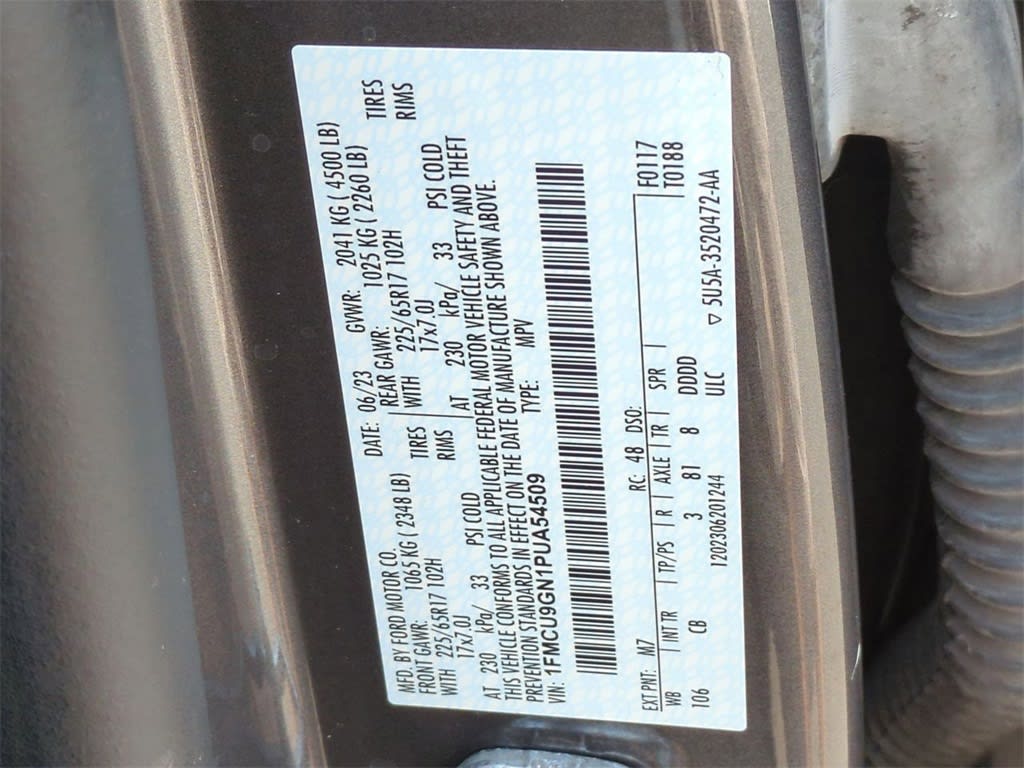 MFD. BY FORD MOTOR CO.
DATE: 06/23 GVWR: 2041 KG ( 4500 LB)
FRONT GAWR: 1065 KG ( 2348 LB) REAR GAWR: 1025 KG ( 2260 LB)
WITH 225/65R17 102H TIRES WITH 225/65R17 102H TIRES
17x7.0J RIMS 17x7.0J RIMS
AT 230 kPa/ 33 PSI COLD AT 230 kPa/ 33 PSI COLD
THIS VEHICLE CONFORMS TO ALL APPLICABLE FEDERAL MOTOR VEHICLE SAFETY AND THEFT
PREVENTION STANDARDS IN EFFECT ON THE DATE OF MANUFACTURE SHOWN ABOVE.
VIN: 1FMCU9GN1PUA54509 TYPE: MPV
EXT PNT: M7 RC: 48 DSO: F0117
WB INT TR TP/PS R AXLE TR SPR T0188
106 CB 3 81 8 DDDD
1202306201244 ULC ▽ 5U5A-3520472-AA